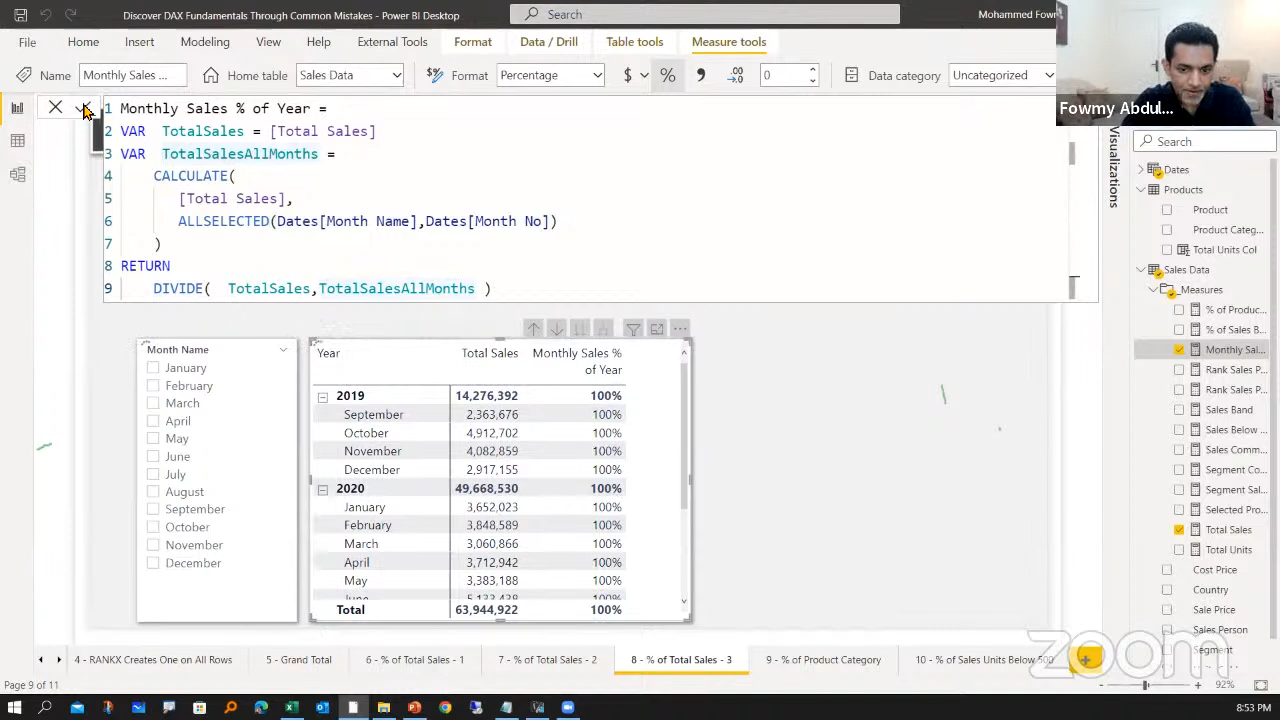 Discover DAX Fundamentals Through Common Mistakes - Power BI Desktop
Search
Mohammed Fow
File Home Insert Modeling View Help External Tools Format Data / Drill Table tools Measure tools
Name Monthly Sales ... Home table Sales Data Format Percentage $ % 0 Data category Uncategorized
1 Monthly Sales % of Year =
2 VAR TotalSales = [Total Sales]
3 VAR TotalSalesAllMonths =
4 CALCULATE(
5 [Total Sales],
6 ALLSELECTED(Dates[Month Name],Dates[Month No])
7 )
8 RETURN
9 DIVIDE( TotalSales,TotalSalesAllMonths )
Fowmy Abdul...
Month Name
January
February
March
April
May
June
July
August
September
October
November
December
Year Total Sales Monthly Sales % of Year
2019 14,276,392 100%
September 2,363,676 100%
October 4,912,702 100%
November 4,082,859 100%
December 2,917,155 100%
2020 49,668,530 100%
January 3,652,023 100%
February 3,848,589 100%
March 3,060,866 100%
April 3,712,942 100%
May 3,383,188 100%
June 5,133,438 100%
Total 63,944,922 100%
Visualizations
Search
Dates
Products
Product
Product Categ...
Total Units Col
Sales Data
_Measures
% of Produc...
% of Sales B...
Monthly Sal...
Rank Sales P...
Rank Sales P...
Sales Band
Sales Below ...
Sales Comm...
Segment Co...
Segment Sal...
Selected Pro...
Total Sales
Total Units
Cost Price
Country
Sale Price
Sales Person
Segment
zoom
4 - RANKX Creates One on All Rows 5 - Grand Total Total Sales - 1 - % of Total Sales - 2 8 - % of Total Sales - 3 9 - % of Product Category 10 - % of Sales Units Below 500
Page 9 of 11
92%
8:53 PM